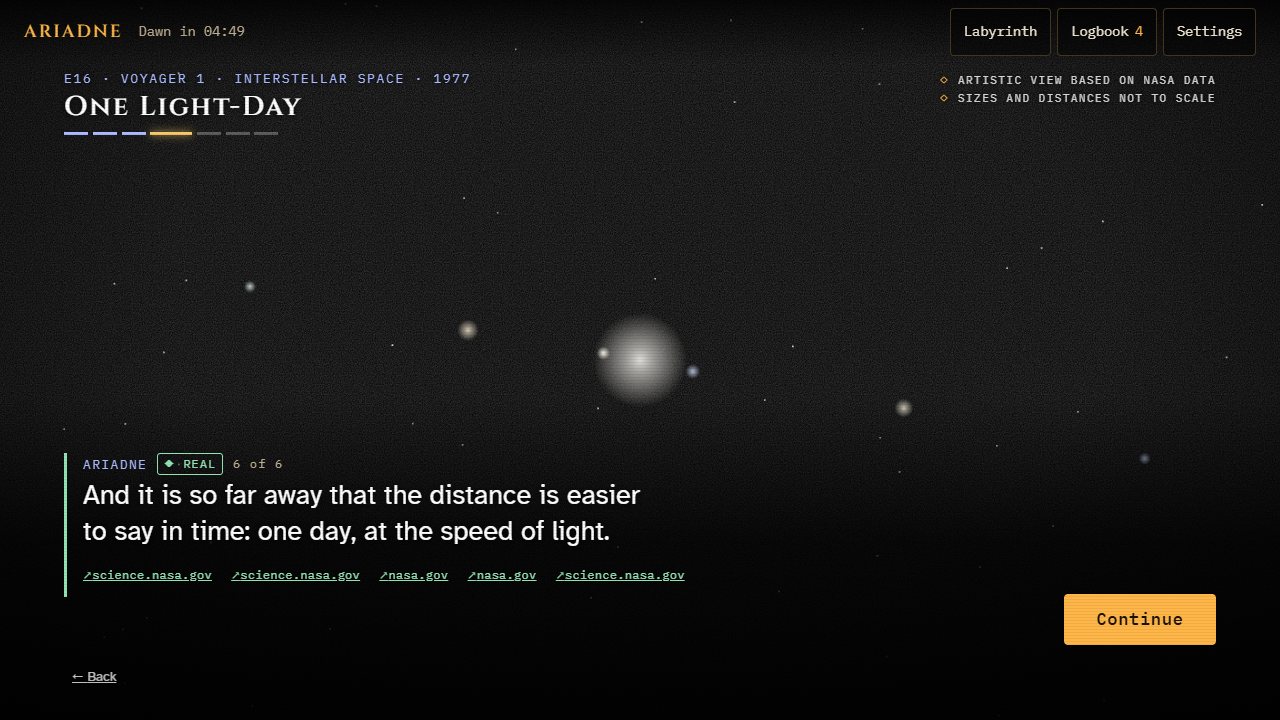 ARIADNE Dawn in 04:49 Labyrinth Logbook 4 Settings
E16 · VOYAGER 1 · INTERSTELLAR SPACE · 1977
One Light-Day
◇ ARTISTIC VIEW BASED ON NASA DATA
◇ SIZES AND DISTANCES NOT TO SCALE
ARIADNE ◆·REAL 6 of 6
And it is so far away that the distance is easier
to say in time: one day, at the speed of light.
↗science.nasa.gov ↗science.nasa.gov ↗nasa.gov ↗nasa.gov ↗science.nasa.gov
Continue
← Back